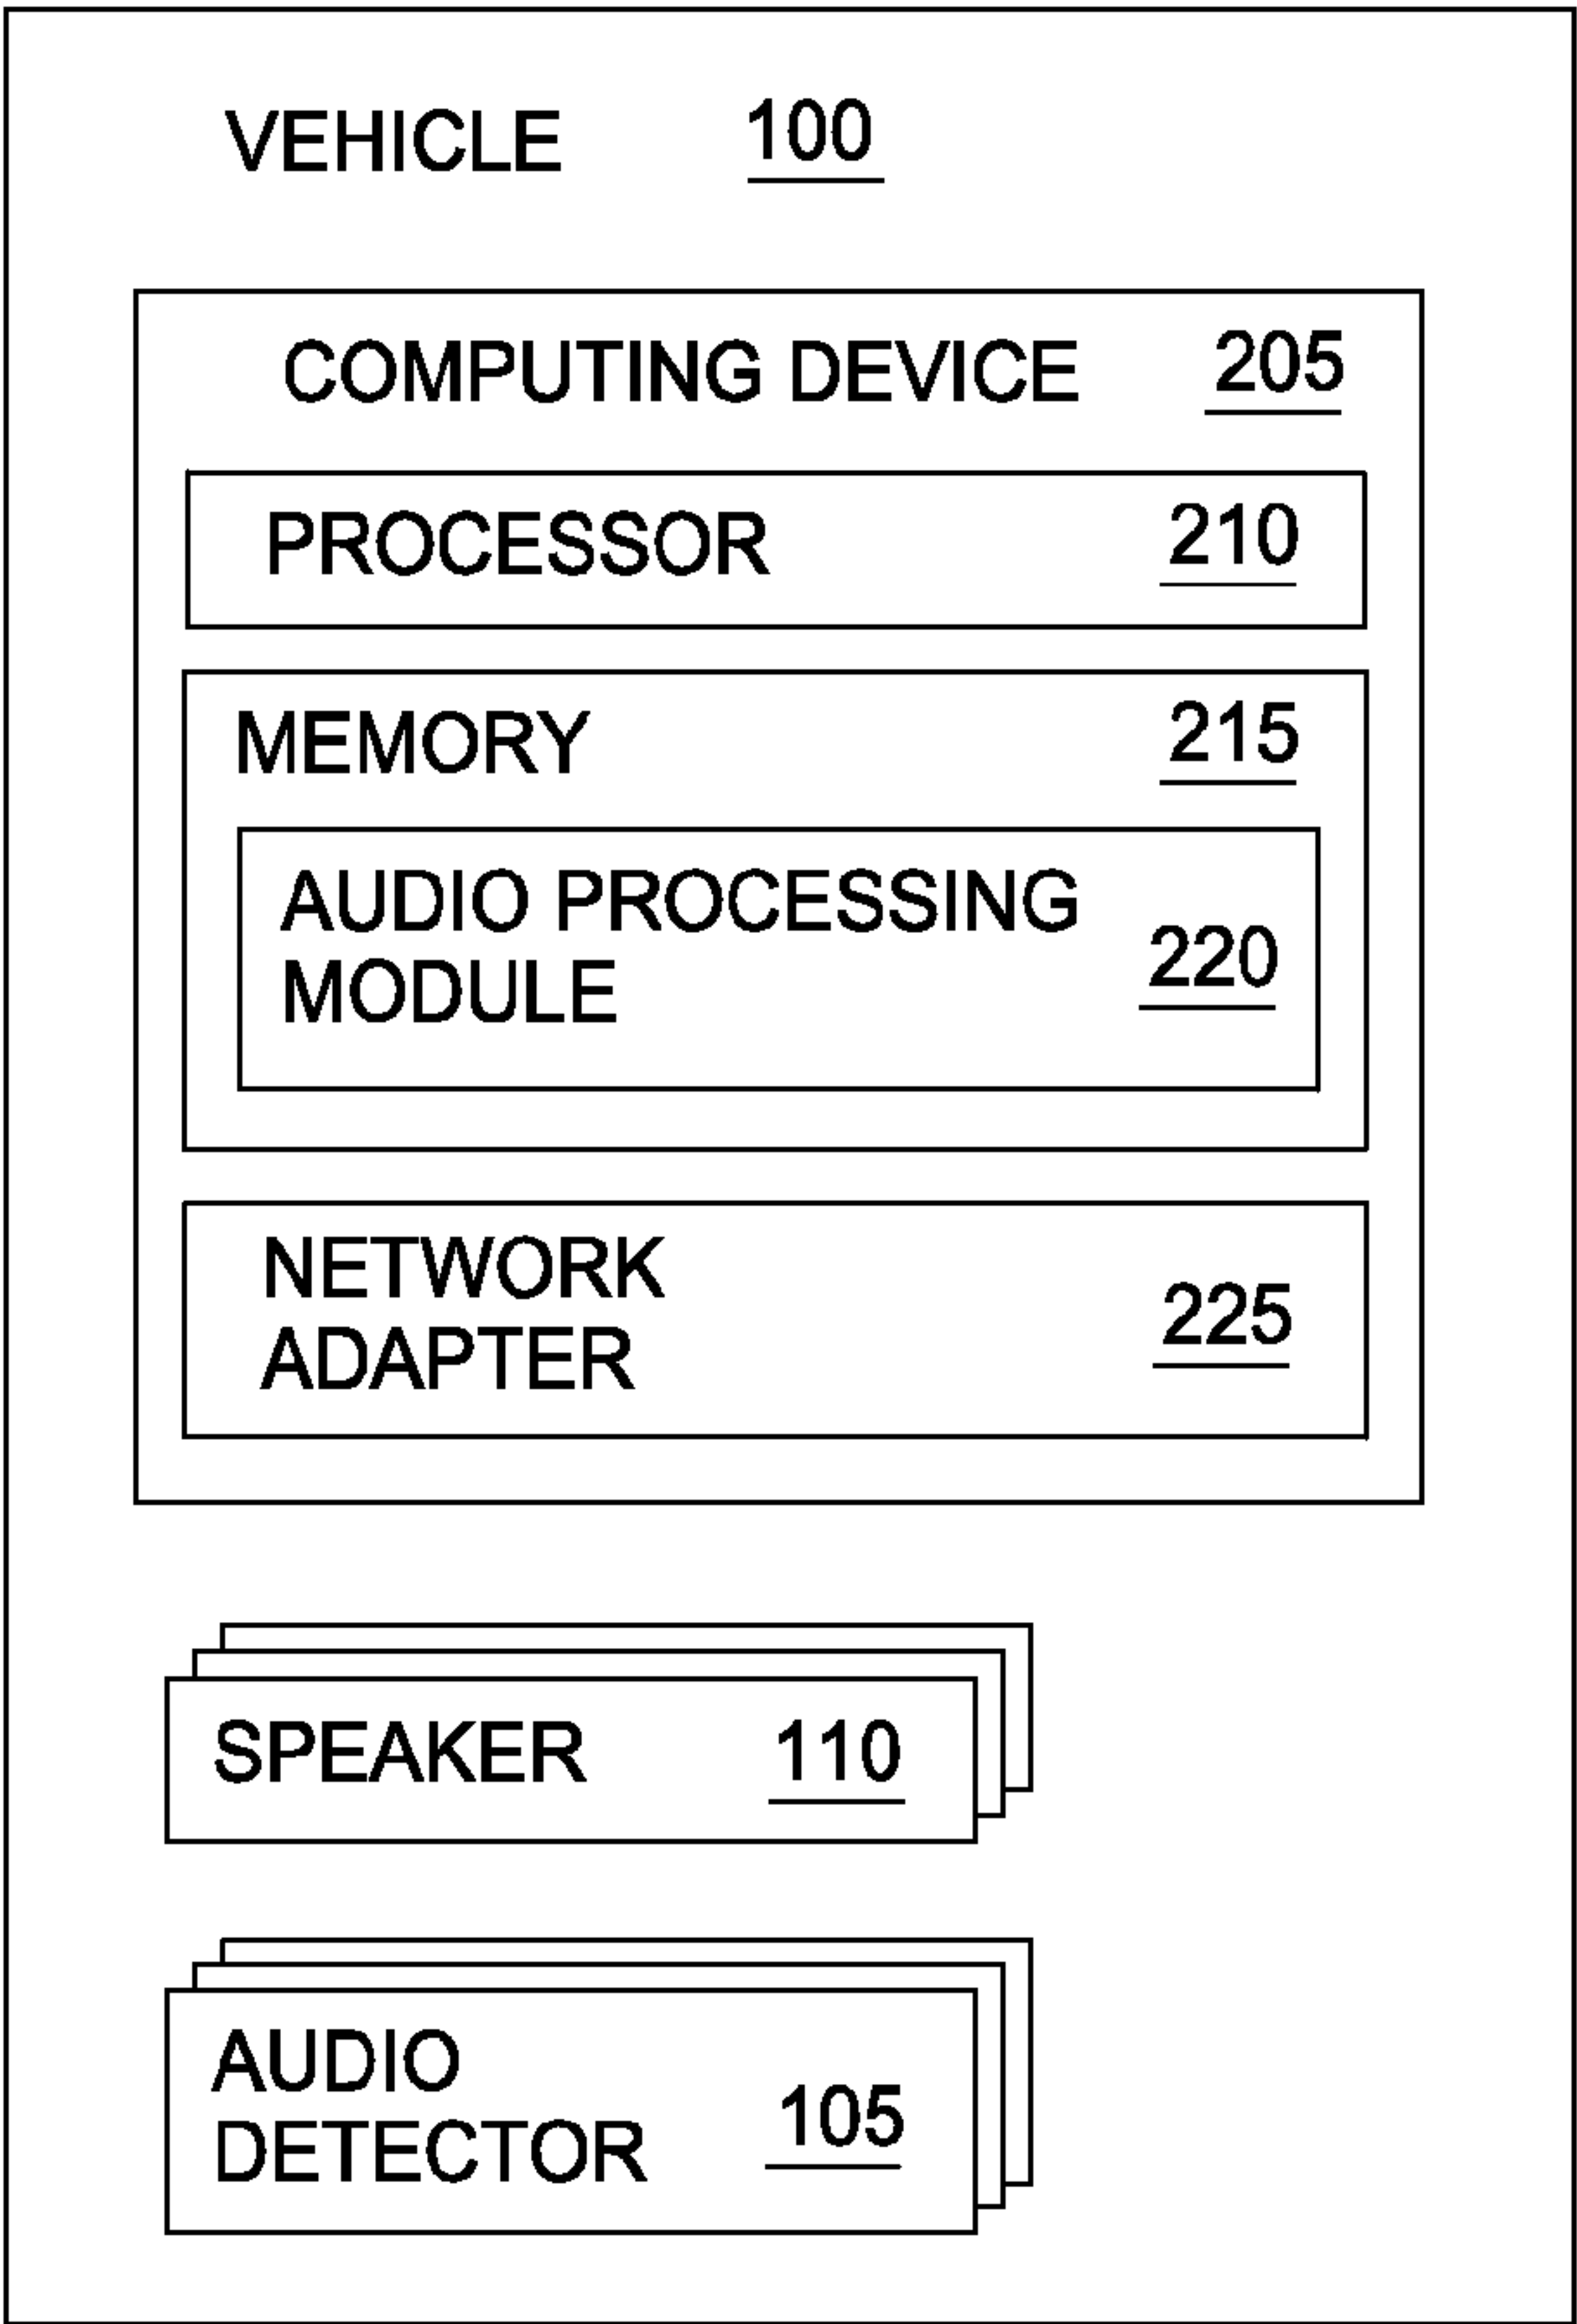 VEHICLE 100
COMPUTING DEVICE 205
PROCESSOR 210
MEMORY 215
AUDIO PROCESSING
MODULE 220
NETWORK
ADAPTER 225
SPEAKER 110
AUDIO
DETECTOR 105